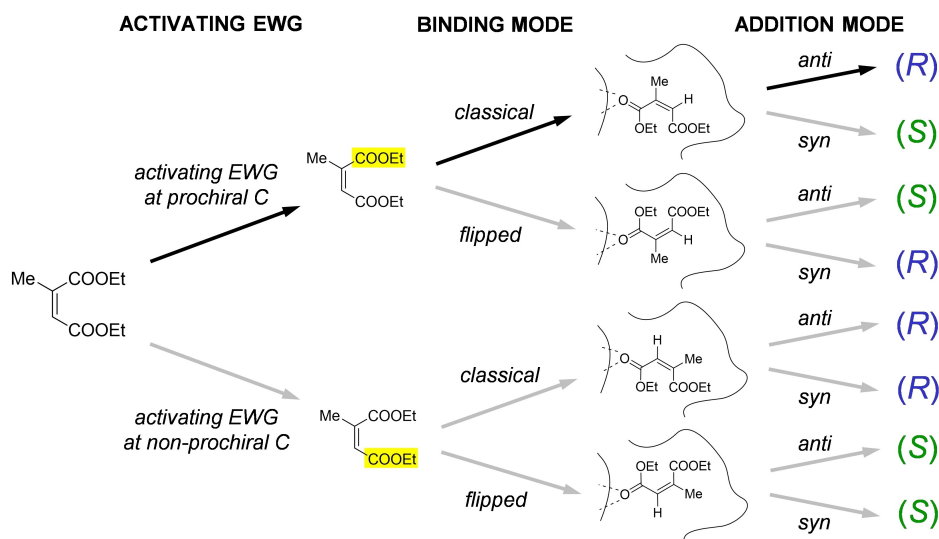 ACTIVATING EWG BINDING MODE ADDITION MODE
Me
H
O
OEt COOEt
anti
(R)
syn
(S)
classical
activating EWG
at prochiral C
Me COOEt
COOEt
flipped
OEt COOEt
O
H
Me
anti
(S)
syn
(R)
Me COOEt
COOEt
H
O
Me
OEt COOEt
anti
(R)
syn
(R)
classical
activating EWG
at non-prochiral C
Me COOEt
COOEt
flipped
OEt COOEt
O
Me
H
anti
(S)
syn
(S)